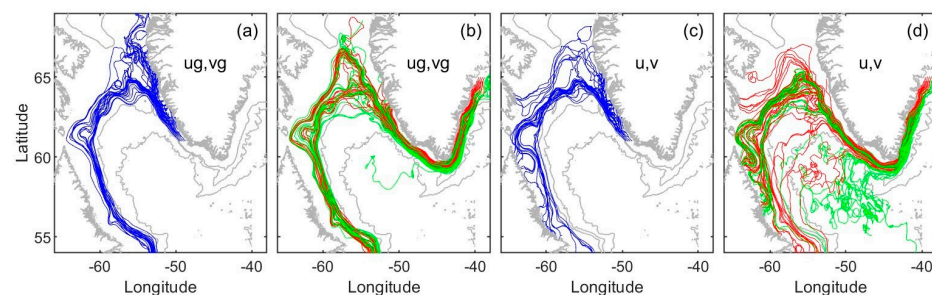 (a) (b) (c) (d)
ug,vg ug,vg u,v u,v
65
Latitude
60
55
-60 -50 -40 -60 -50 -40 -60 -50 -40 -60 -50 -40
Longitude Longitude Longitude Longitude